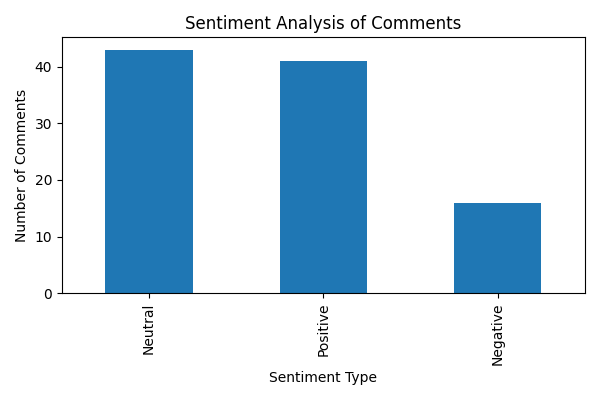 Sentiment Analysis of Comments
Number of Comments
40
30
20
10
0
Neutral
Positive
Negative
Sentiment Type